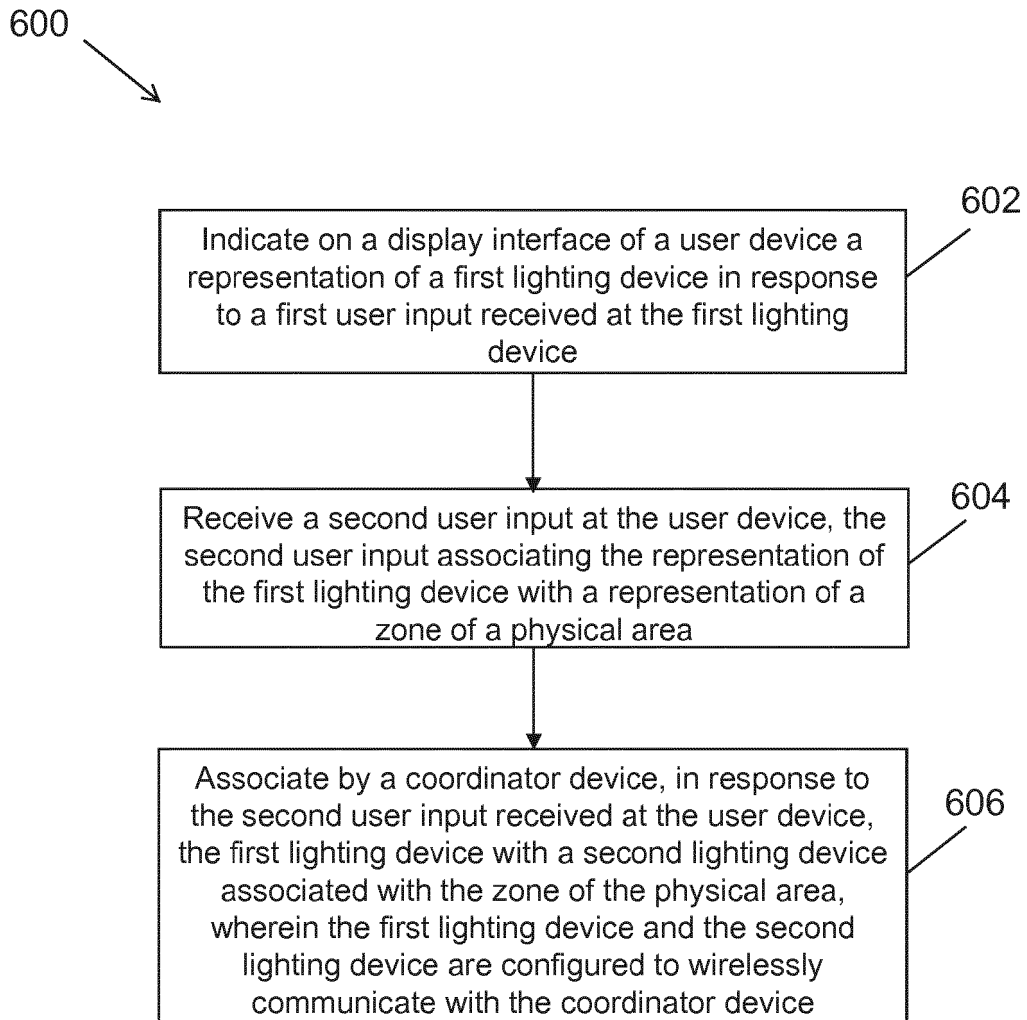 600
602
Indicate on a display interface of a user device a
representation of a first lighting device in response
to a first user input received at the first lighting
device
604
Receive a second user input at the user device, the
second user input associating the representation of
the first lighting device with a representation of a
zone of a physical area
606
Associate by a coordinator device, in response to
the second user input received at the user device,
the first lighting device with a second lighting device
associated with the zone of the physical area,
wherein the first lighting device and the second
lighting device are configured to wirelessly
communicate with the coordinator device